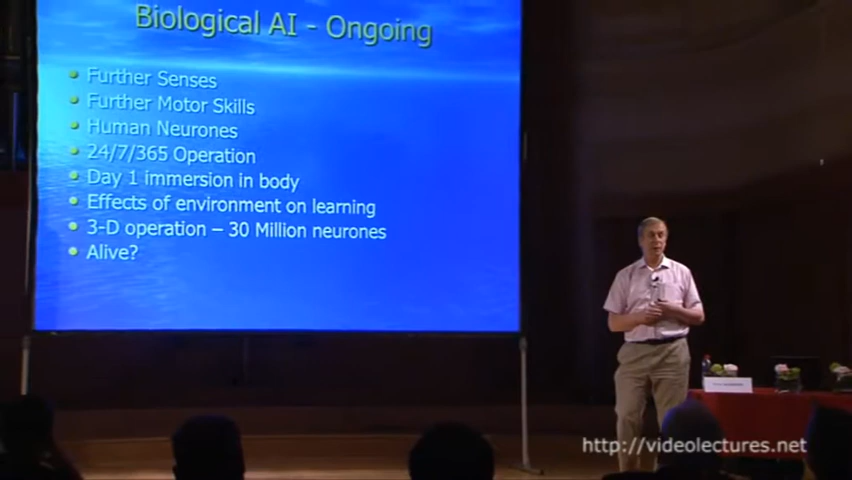 Biological AI - Ongoing
Further Senses
Further Motor Skills
Human Neurones
24/7/365 Operation
Day 1 immersion in body
Effects of environment on learning
3-D operation – 30 Million neurones
Alive?
http://videolectures.net